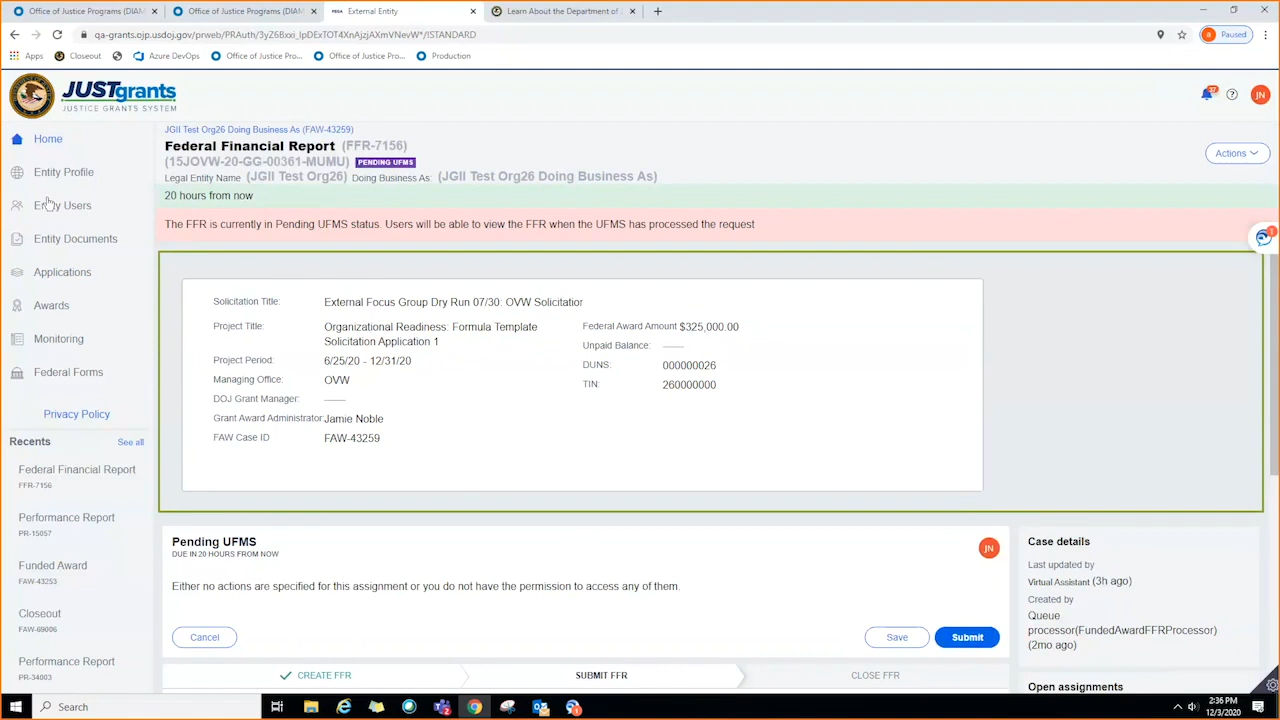 Office of Justice Programs (DIAM
Office of Justice Programs (DIAM
PEGA External Entity
Learn About the Department of J
qa-grants.ojp.usdoj.gov/prweb/PRAuth/3yZ6Bxxi_IpDExTOT4XnAjzjAXmVNevW*/!STANDARD
a Paused
Apps Closeout Azure DevOps Office of Justice Pro... Office of Justice Pro... Production
JUSTgrants
JUSTICE GRANTS SYSTEM
37
JN
Home
Entity Profile
Entity Users
Entity Documents
Applications
Awards
Monitoring
Federal Forms
Privacy Policy
Recents See all
Federal Financial Report
FFR-7156
Performance Report
PR-15057
Funded Award
FAW-43253
Closeout
FAW-69006
Performance Report
PR-34003
JGII Test Org26 Doing Business As (FAW-43259)
Federal Financial Report (FFR-7156)
(15JOVW-20-GG-00361-MUMU) PENDING UFMS
Legal Entity Name (JGII Test Org26) Doing Business As: (JGII Test Org26 Doing Business As)
Actions
20 hours from now
The FFR is currently in Pending UFMS status. Users will be able to view the FFR when the UFMS has processed the request
1
Solicitation Title: External Focus Group Dry Run 07/30: OVW Solicitation
Project Title: Organizational Readiness: Formula Template
Solicitation Application 1
Project Period: 6/25/20 - 12/31/20
Managing Office: OVW
DOJ Grant Manager: ——
Grant Award Administrator: Jamie Noble
FAW Case ID FAW-43259
Federal Award Amount $325,000.00
Unpaid Balance: ——
DUNS: 000000026
TIN: 260000000
Pending UFMS
DUE IN 20 HOURS FROM NOW
JN
Either no actions are specified for this assignment or you do not have the permission to access any of them.
Cancel Save Submit
CREATE FFR SUBMIT FFR CLOSE FFR
Case details
Last updated by
Virtual Assistant (3h ago)
Created by
Queue
processor(FundedAwardFFRProcessor)
(2mo ago)
Open assignments
Search
2:36 PM
12/3/2020